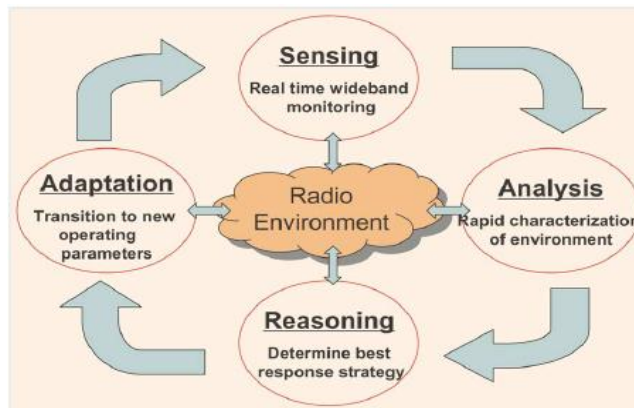 Sensing
Real time wideband
monitoring
Adaptation
Transition to new
operating
parameters
Radio
Environment
Analysis
Rapid characterization
of environment
Reasoning
Determine best
response strategy